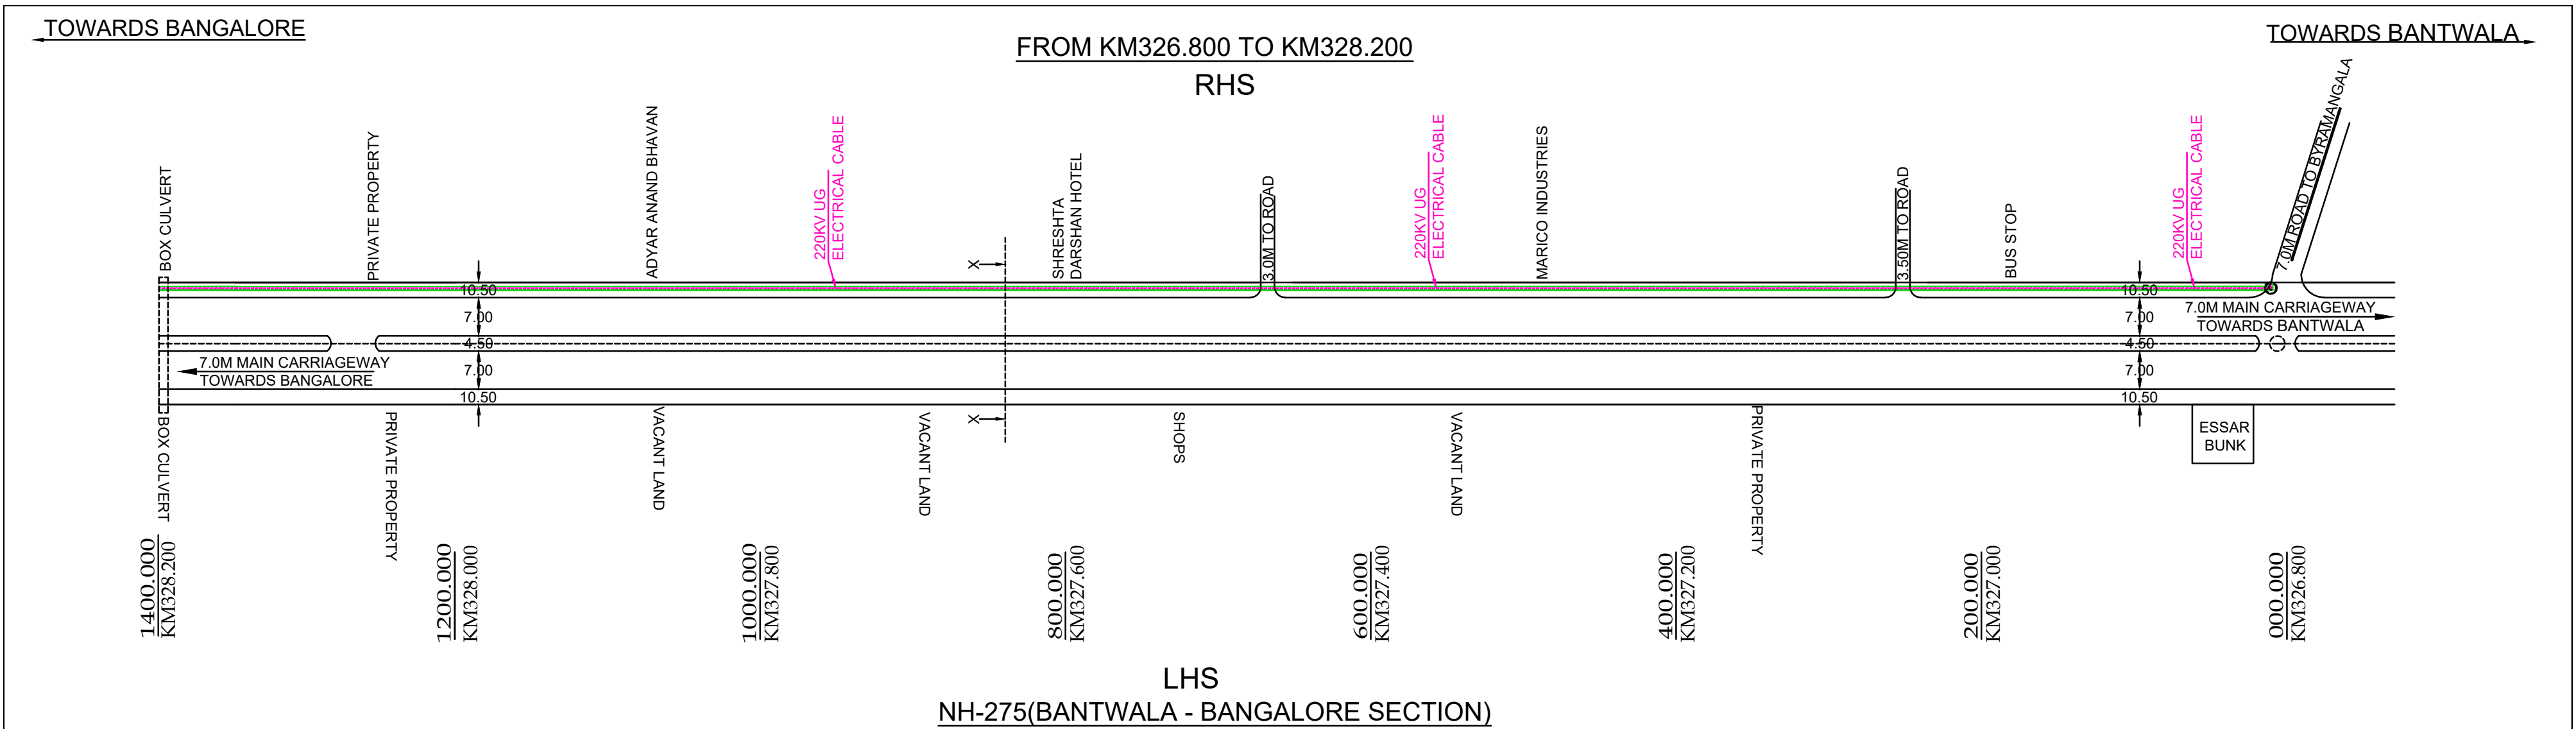 TOWARDS BANGALORE
TOWARDS BANTWALA
FROM KM326.800 TO KM328.200
RHS
BOX CULVERT
PRIVATE PROPERTY
ADYAR ANAND BHAVAN
220KV UG
ELECTRICAL CABLE
SHRESHTA
DARSHAN HOTEL
3.0M TO ROAD
220KV UG
ELECTRICAL CABLE
MARICO INDUSTRIES
3.50M TO ROAD
BUS STOP
220KV UG
ELECTRICAL CABLE
7.0M ROAD TO BYRAMANGALA
X
10.50
7.00
4.50
7.00
10.50
10.50
7.00
4.50
7.00
10.50
7.0M MAIN CARRIAGEWAY
TOWARDS BANTWALA
7.0M MAIN CARRIAGEWAY
TOWARDS BANGALORE
X
BOX CULVERT
PRIVATE PROPERTY
VACANT LAND
VACANT LAND
SHOPS
VACANT LAND
PRIVATE PROPERTY
ESSAR
BUNK
1400.000
KM328.200
1200.000
KM328.000
1000.000
KM327.800
800.000
KM327.600
600.000
KM327.400
400.000
KM327.200
200.000
KM327.000
000.000
KM326.800
LHS
NH-275(BANTWALA - BANGALORE SECTION)